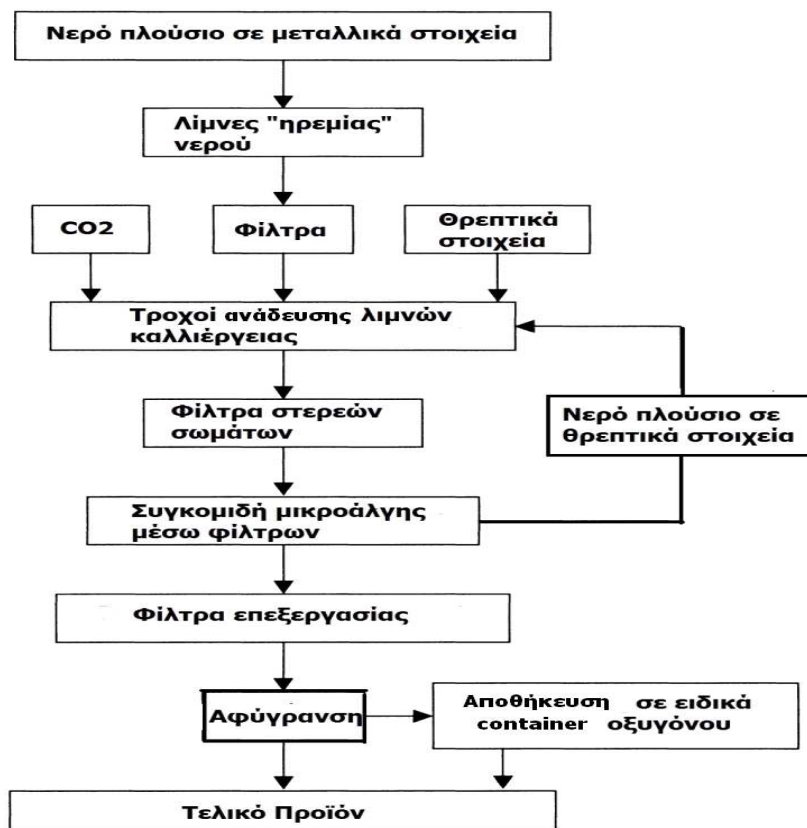 Νερό πλούσιο σε μεταλλικά στοιχεία
Λίμνες "ηρεμίας"
νερού
CO2
Φίλτρα
Θρεπτικά
στοιχεία
Τροχοί ανάδευσης λιμνών
καλλιέργειας
Φίλτρα στερεών
σωμάτων
Νερό πλούσιο σε
θρεπτικά στοιχεία
Συγκομιδή μικροάλγης
μέσω φίλτρων
Φίλτρα επεξεργασίας
Αφύγρανση
Αποθήκευση σε ειδικά
container οξυγόνου
Τελικό Προϊόν